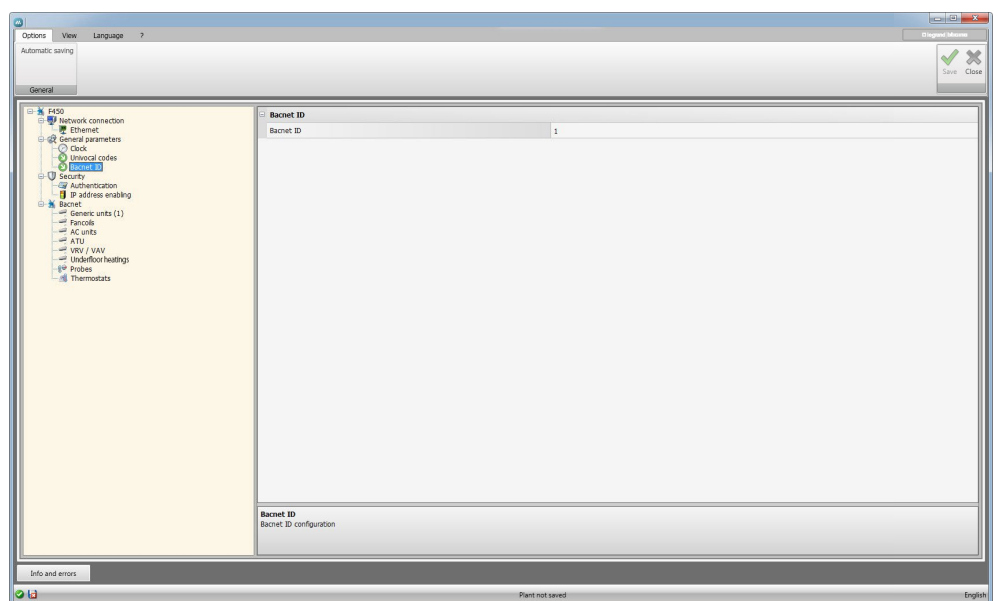 Options View Language ?
Automatic saving
Save Close
General
F450
Network connection
Ethernet
General parameters
Clock
Univocal codes
Bacnet ID
Security
Authentication
IP address enabling
Bacnet
Generic units (1)
Fancoils
AC units
ATU
VRV / VAV
Underfloor heatings
Probes
Thermostats
Bacnet ID
Bacnet ID 1
Bacnet ID
Bacnet ID configuration
Info and errors
Plant not saved English